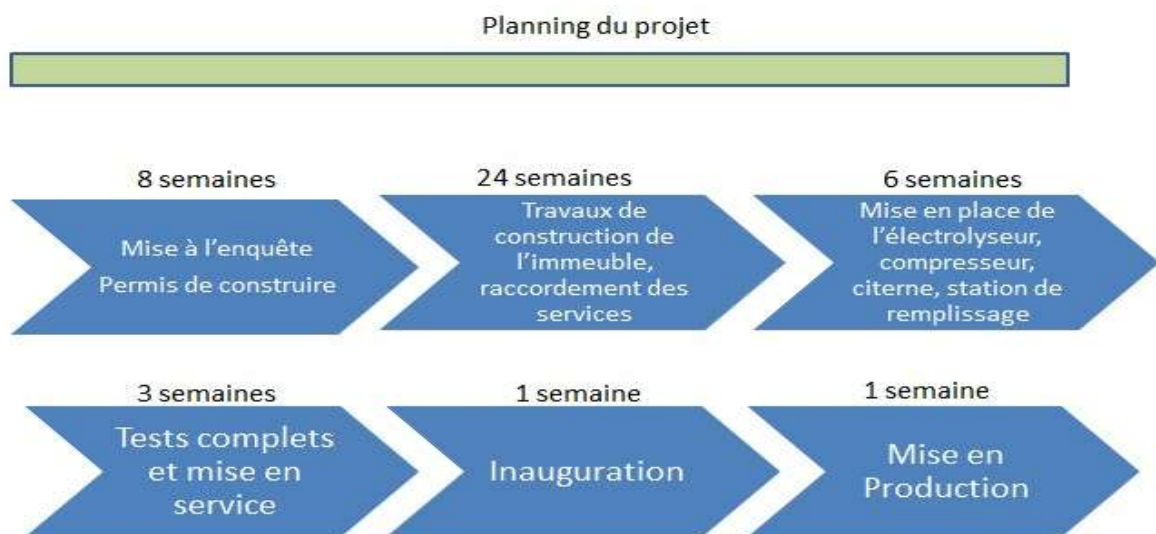 Planning du projet
8 semaines
Mise à l'enquête
Permis de construire
24 semaines
Travaux de
construction de
l'immeuble,
raccordement des
services
6 semaines
Mise en place de
l'électrolyseur,
compresseur,
citerne, station de
remplissage
3 semaines
Tests complets
et mise en
service
1 semaine
Inauguration
1 semaine
Mise en
Production